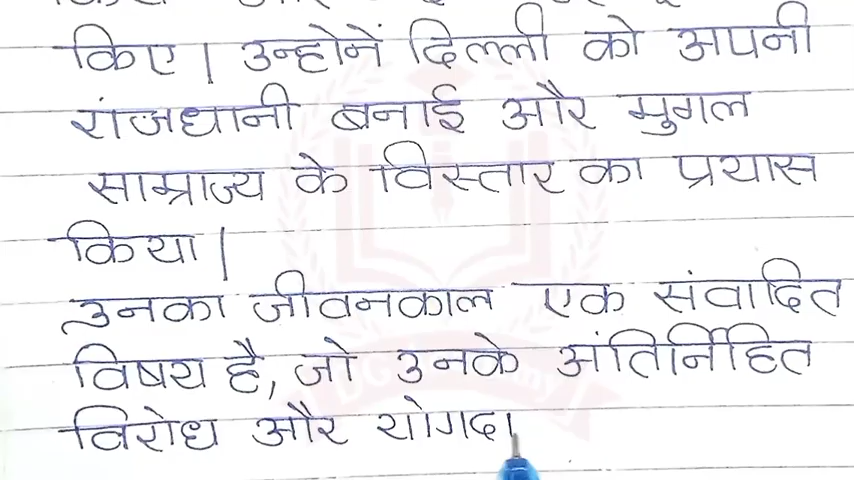 किए। उन्होनें दिल्ली को अपनी
राजधानी बनाई और मुगल
साम्राज्य के विस्तार का प्रयास
किया।
उनका जीवनकाल एक संवादित
विषय है, जो उनके अंतिर्निहित
विरोध और योगदा